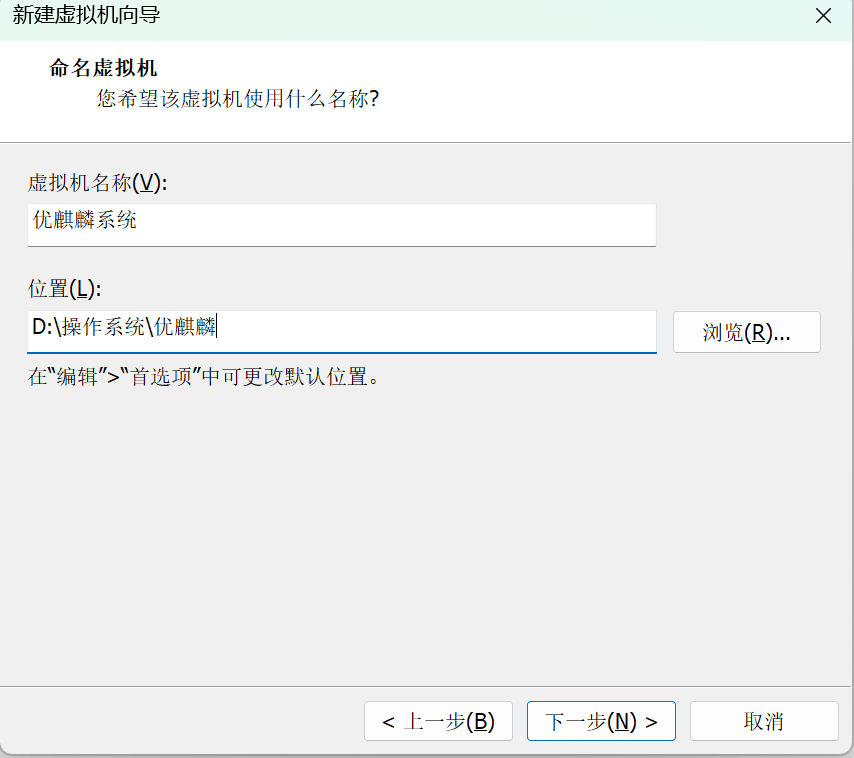 新建虚拟机向导
命名虚拟机
您希望该虚拟机使用什么名称?
虚拟机名称(V):
优麒麟系统
位置(L):
D:\操作系统\优麒麟
浏览(R)...
在“编辑”>“首选项”中可更改默认位置。
< 上一步(B)
下一步(N) >
取消